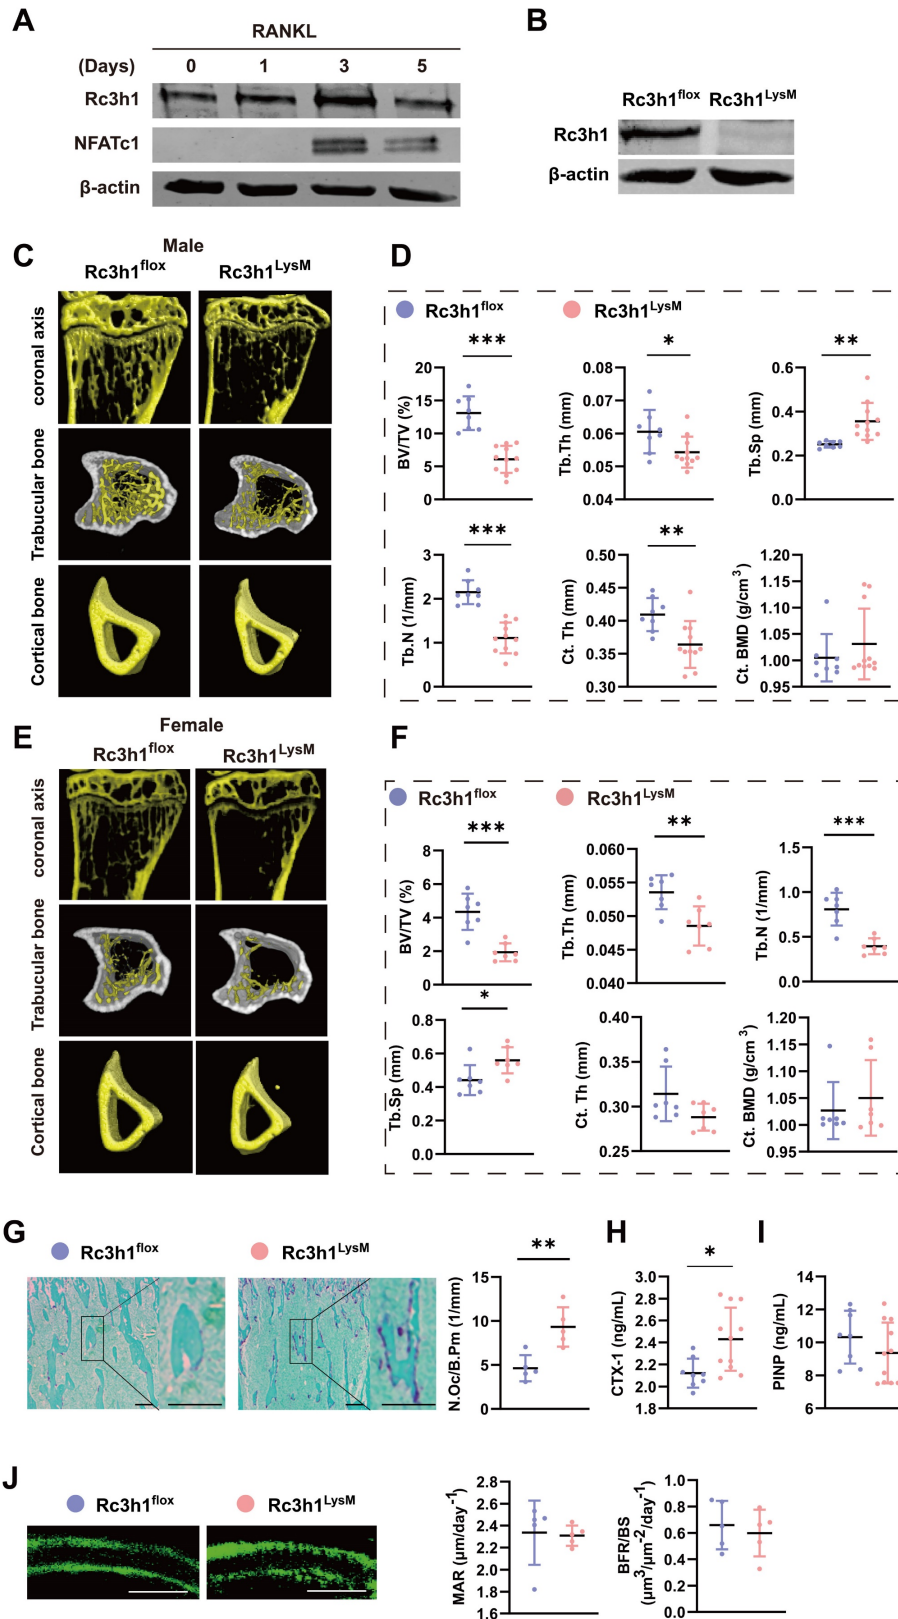 A
RANKL
(Days) 0 1 3 5
Rc3h1
NFATc1
β-actin
B
Rc3h1flox Rc3h1LysM
Rc3h1
β-actin
C
Male
Rc3h1flox Rc3h1LysM
coronal axis
Trabucular bone
Cortical bone
D
Rc3h1flox Rc3h1LysM
***
BV/TV (%)
20
15
10
5
0
*
Tb.Th (mm)
0.08
0.07
0.06
0.05
0.04
**
Tb.Sp (mm)
0.6
0.4
0.2
0.0
***
Tb.N (1/mm)
3
2
1
0
**
Ct. Th (mm)
0.50
0.45
0.40
0.35
0.30
Ct. BMD (g/cm3)
1.20
1.15
1.10
1.05
1.00
0.95
E
Female
Rc3h1flox Rc3h1LysM
coronal axis
Trabucular bone
Cortical bone
F
Rc3h1flox Rc3h1LysM
***
BV/TV (%)
8
6
4
2
0
**
Tb.Th (mm)
0.060
0.055
0.050
0.045
0.040
***
Tb.N (1/mm)
1.5
1.0
0.5
0.0
*
Tb.Sp (mm)
0.8
0.6
0.4
0.2
0.0
Ct. Th (mm)
0.40
0.35
0.30
0.25
Ct. BMD (g/cm3)
1.20
1.15
1.10
1.05
1.00
0.95
G
Rc3h1flox Rc3h1LysM
**
N.Oc/B.Pm (1/mm)
15
10
5
0
H
*
CTX-1 (ng/mL)
3.0
2.8
2.6
2.4
2.2
2.0
1.8
I
PINP (ng/mL)
14
12
10
8
6
J
Rc3h1flox Rc3h1LysM
MAR (μm/day-1)
2.8
2.6
2.4
2.2
2.0
1.8
1.6
BFR/BS
(μm3/μm-2/day-1)
1.0
0.8
0.6
0.4
0.2
0.0